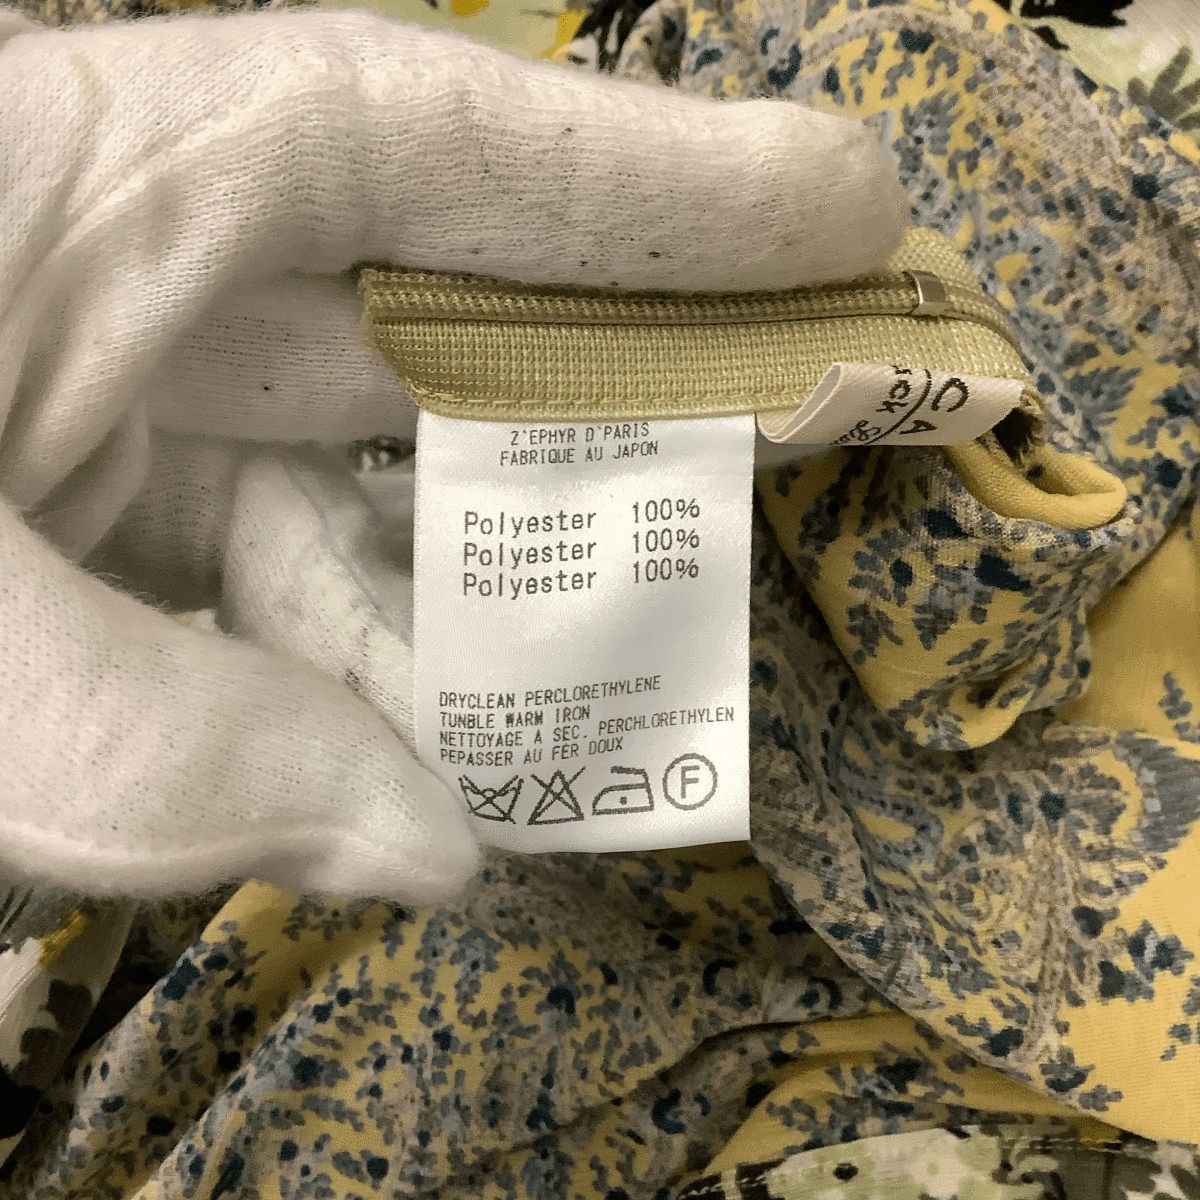 Z'EPHYR D'PARIS
FABRIQUE AU JAPON
Polyester 100%
Polyester 100%
Polyester 100%
DRYCLEAN PERCLORETHYLENE
TUNBLE WARM IRON
NETTOYAGE A SEC. PERCHLORETHYLEN
PEPASSER AU FER DOUX
F